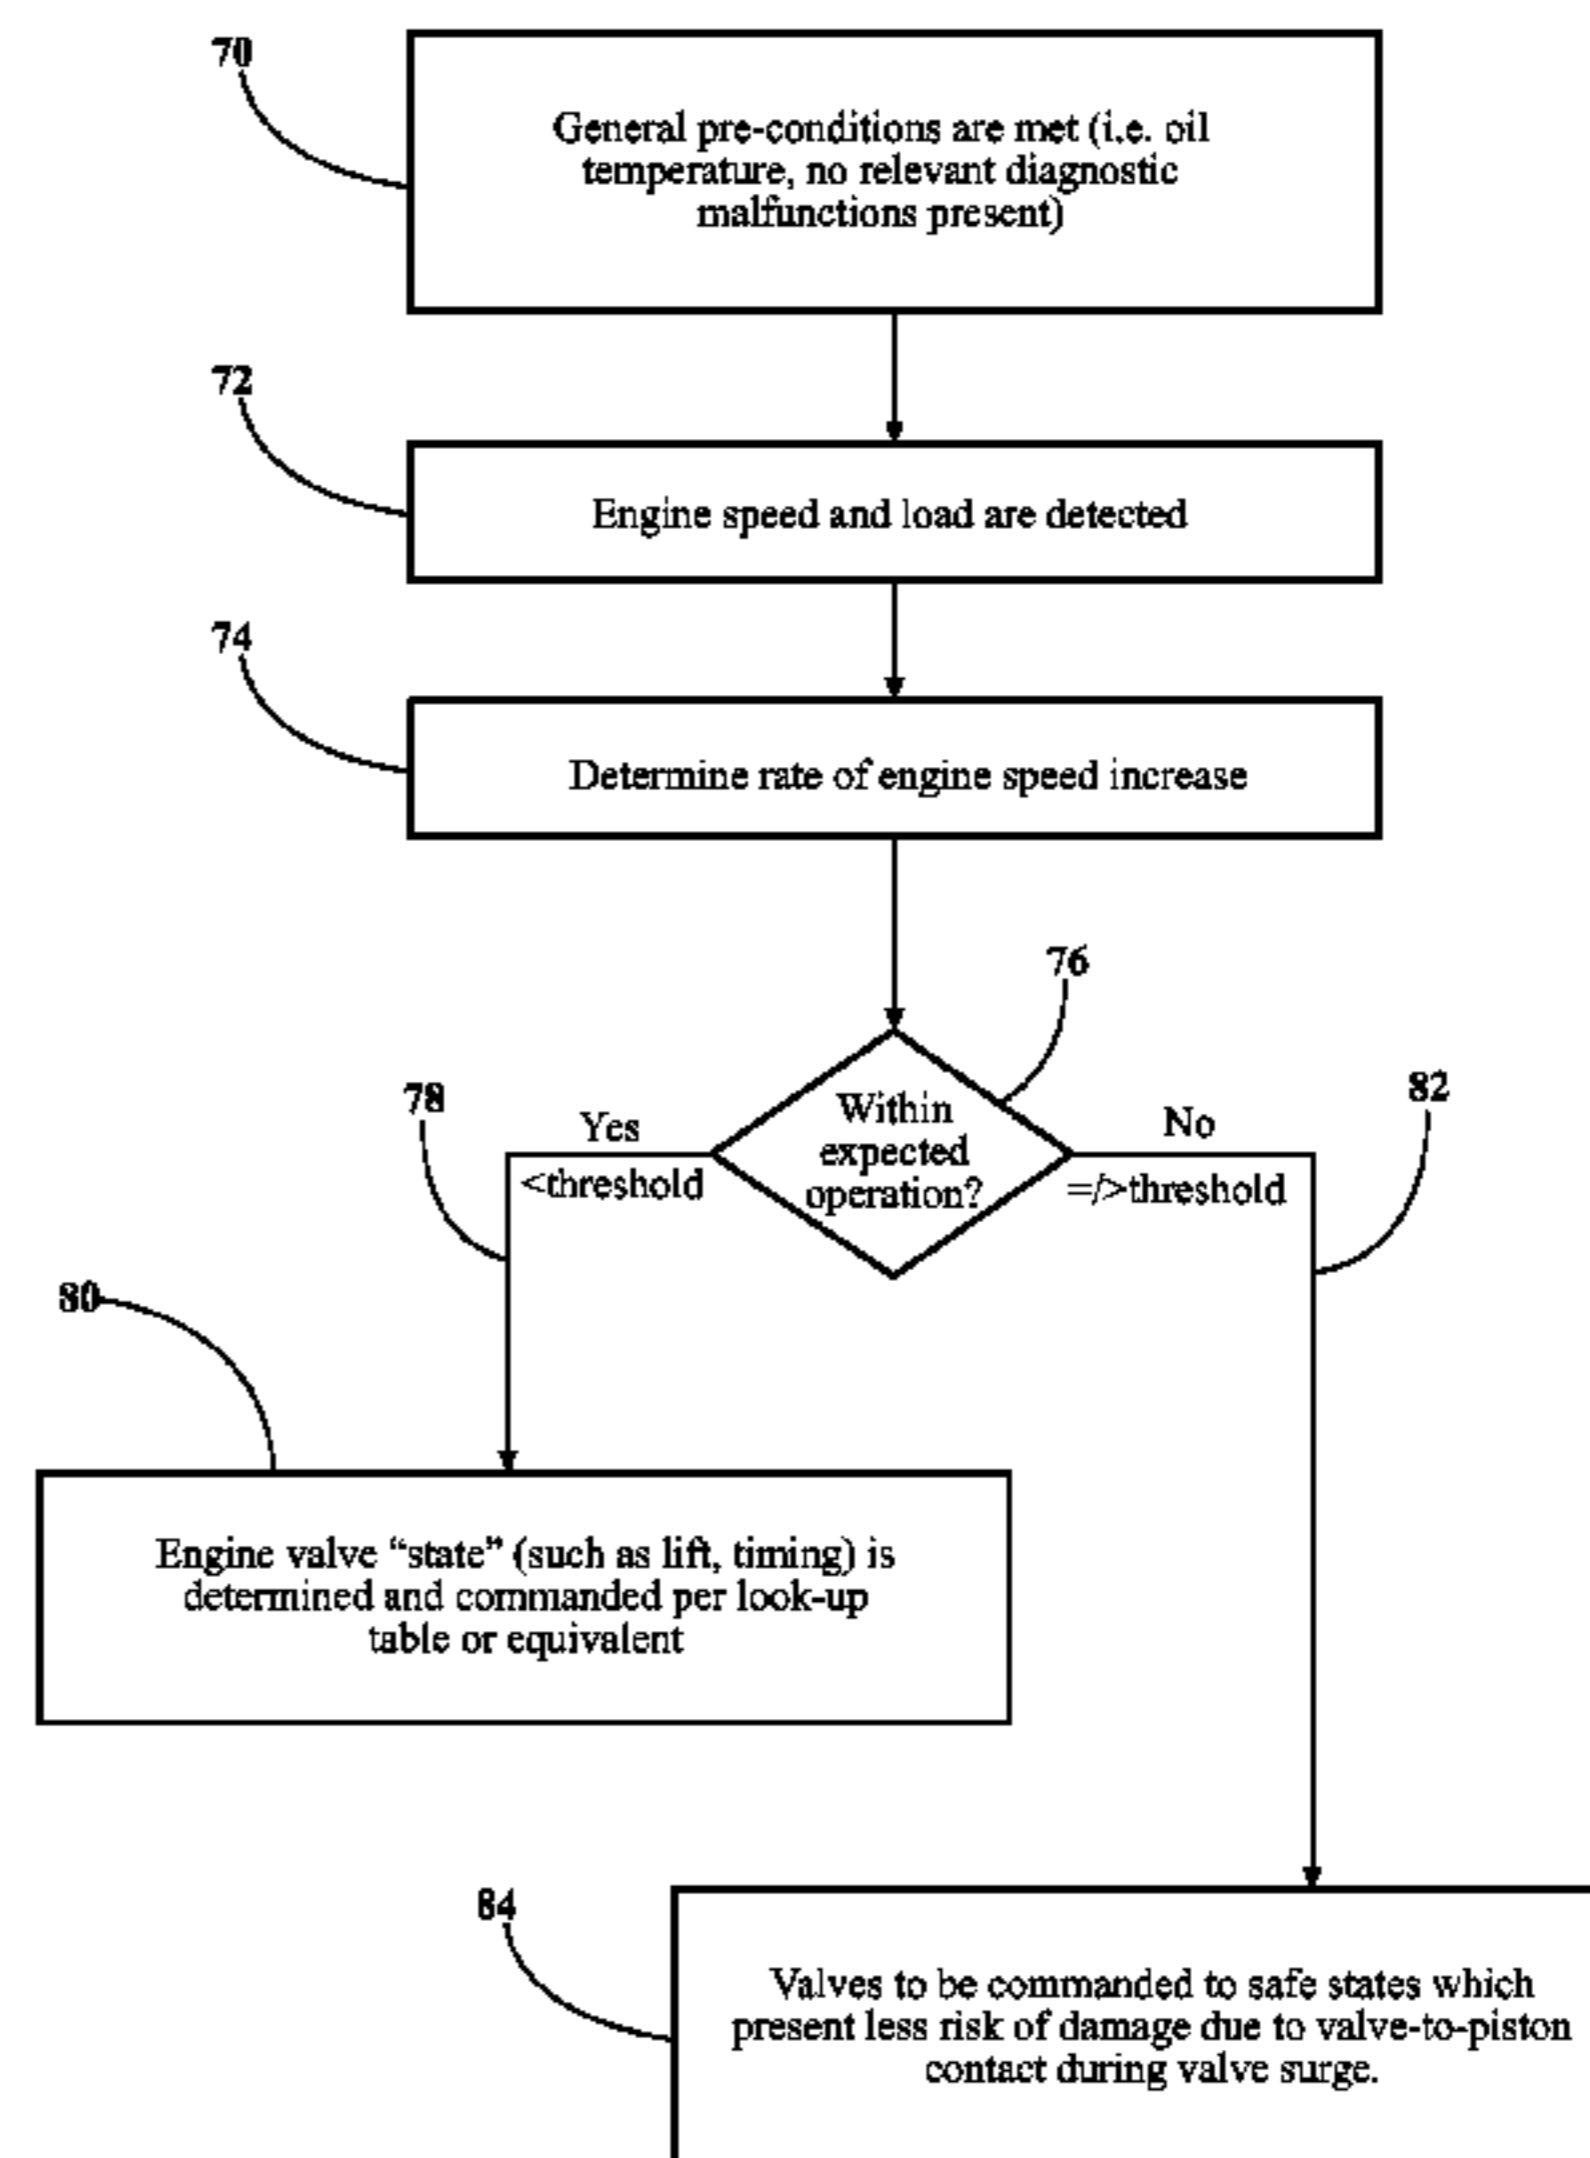 70
General pre-conditions are met (i.e. oil
temperature, no relevant diagnostic
malfunctions present)
72
Engine speed and load are detected
74
Determine rate of engine speed increase
76
Within
expected
operation?
78
Yes
<threshold
82
No
=/>threshold
80
Engine valve “state” (such as lift, timing) is
determined and commanded per look-up
table or equivalent
84
Valves to be commanded to safe states which
present less risk of damage due to valve-to-piston
contact during valve surge.